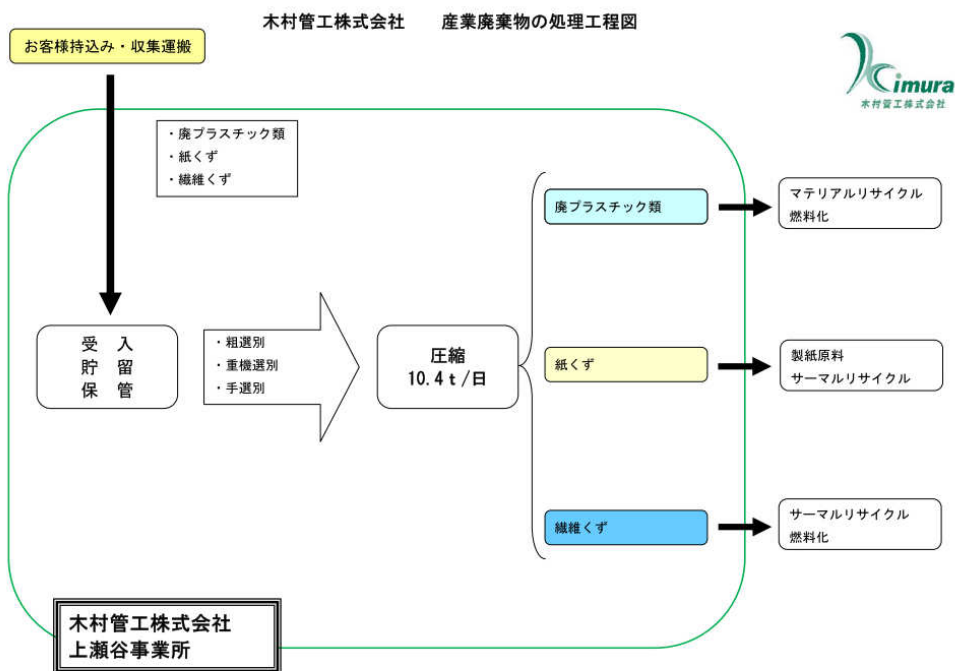 木村管工株式会社　産業廃棄物の処理工程図
お客様持込み・収集運搬
Kimura
木村管工株式会社
・廃プラスチック類
・紙くず
・繊維くず
受　入
貯　留
保　管
・粗選別
・重機選別
・手選別
圧縮
10.4ｔ/日
廃プラスチック類
マテリアルリサイクル
燃料化
紙くず
製紙原料
サーマルリサイクル
繊維くず
サーマルリサイクル
燃料化
木村管工株式会社
上瀬谷事業所